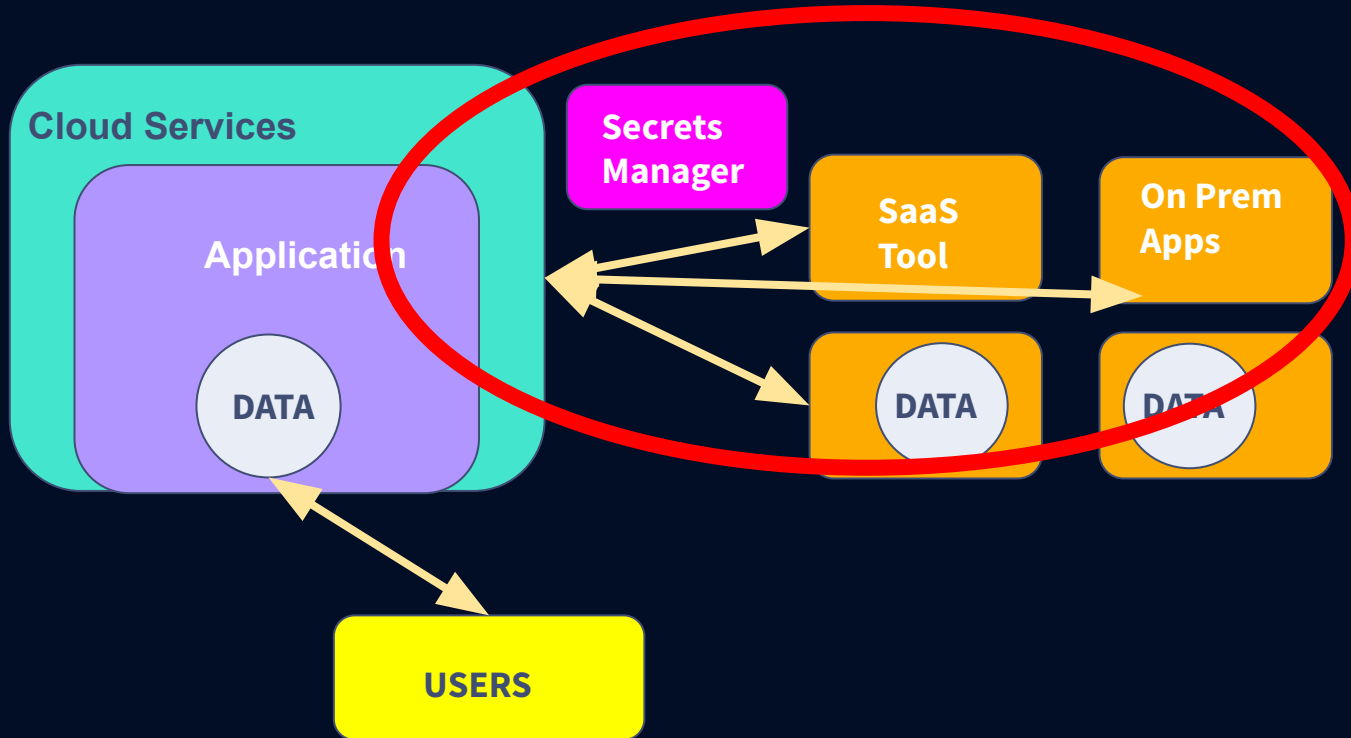 Cloud Services
Secrets
Manager
Application
SaaS
Tool
On Prem
Apps
DATA
DATA
DATA
USERS